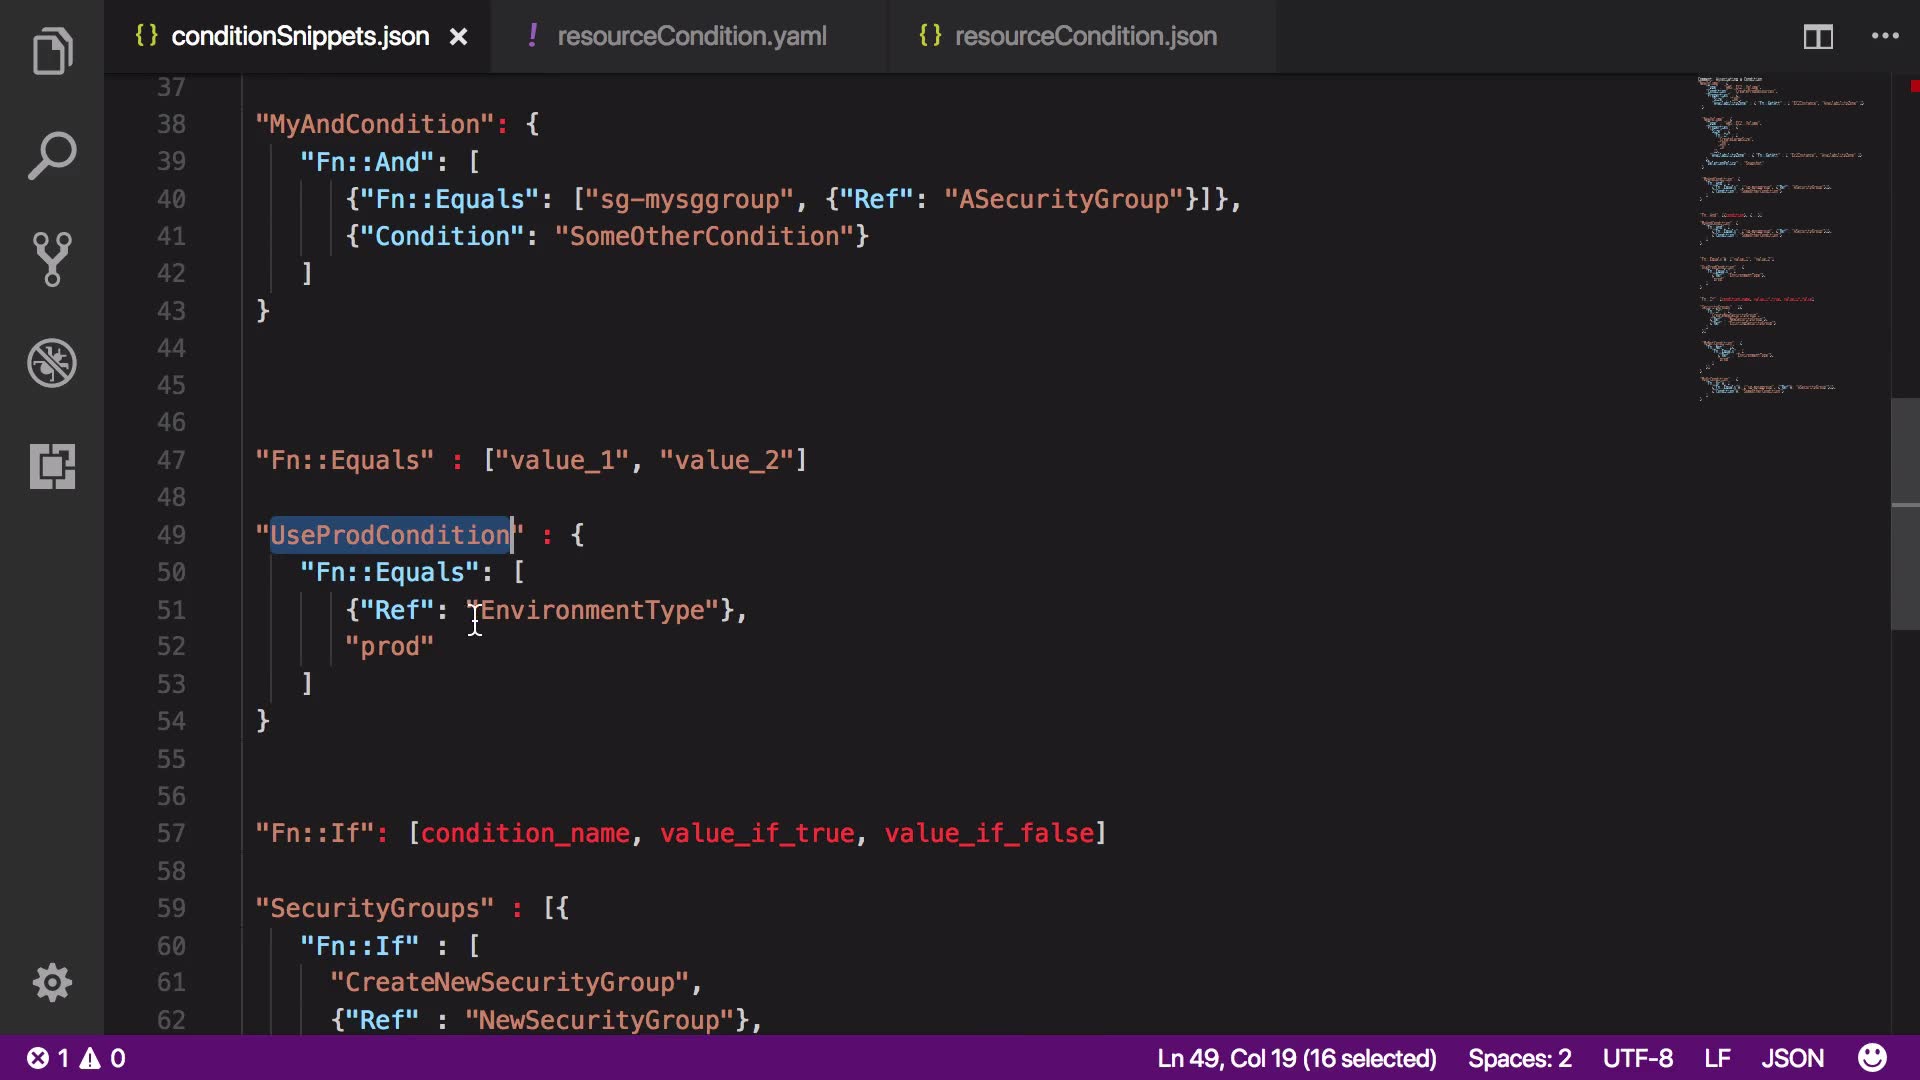 {} conditionSnippets.json × ! resourceCondition.yaml {} resourceCondition.json
37
38 "MyAndCondition": {
39 "Fn::And": [
40 {"Fn::Equals": ["sg-mysggroup", {"Ref": "ASecurityGroup"}]},
41 {"Condition": "SomeOtherCondition"}
42 ]
43 }
44
45
46
47 "Fn::Equals" : ["value_1", "value_2"]
48
49 "UseProdCondition" : {
50 "Fn::Equals": [
51 {"Ref": "EnvironmentType"},
52 "prod"
53 ]
54 }
55
56
57 "Fn::If": [condition_name, value_if_true, value_if_false]
58
59 "SecurityGroups" : [{
60 "Fn::If" : [
61 "CreateNewSecurityGroup",
62 {"Ref" : "NewSecurityGroup"},
1 0 Ln 49, Col 19 (16 selected) Spaces: 2 UTF-8 LF JSON